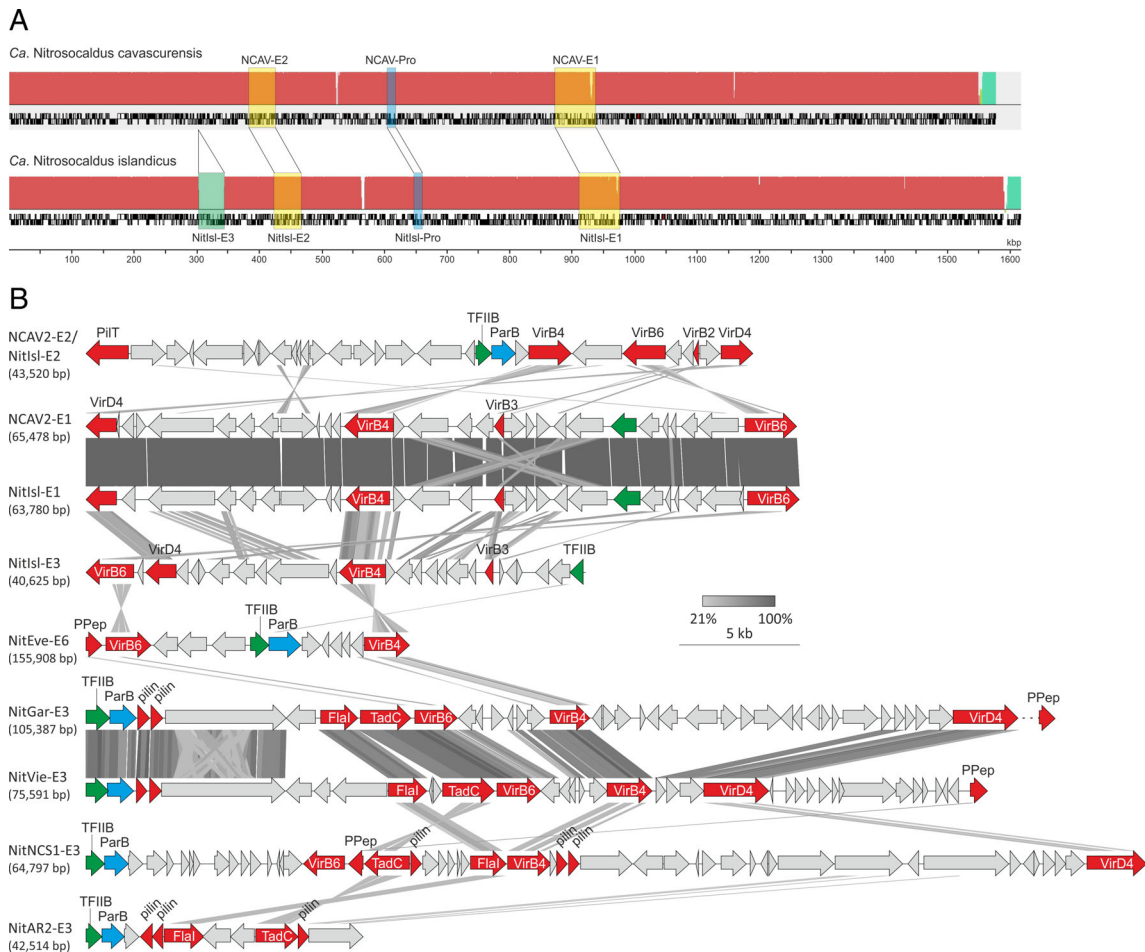 A
Ca. Nitrosocaldus cavascurensis
NCAV-E2
NCAV-Pro
NCAV-E1
Ca. Nitrosocaldus islandicus
NitIsl-E3
NitIsl-E2
NitIsl-Pro
NitIsl-E1
kbp
100 200 300 400 500 600 700 800 900 1000 1100 1200 1300 1400 1500 1600
B
NCAV2-E2/
NitIsl-E2
(43,520 bp)
PilT
TFIIB
ParB
VirB4
VirB6
VirB2
VirD4
NCAV2-E1
(65,478 bp)
VirD4
VirB4
VirB3
VirB6
NitIsl-E1
(63,780 bp)
VirB4
VirB6
NitIsl-E3
(40,625 bp)
VirB6
VirD4
VirB4
VirB3
TFIIB
21% 100%
5 kb
NitEve-E6
(155,908 bp)
PPep
VirB6
TFIIB
ParB
VirB4
NitGar-E3
(105,387 bp)
TFIIB
ParB
pilin
pilin
FlaI
TadC
VirB6
VirB4
VirD4
PPep
NitVie-E3
(75,591 bp)
FlaI
TadC
VirB6
VirB4
VirD4
PPep
NitNCS1-E3
(64,797 bp)
TFIIB
ParB
VirB6
PPep
TadC
pilin
FlaI
VirB4
pilin
pilin
VirD4
NitAR2-E3
(42,514 bp)
TFIIB
ParB
pilin
pilin
FlaI
TadC
pilin